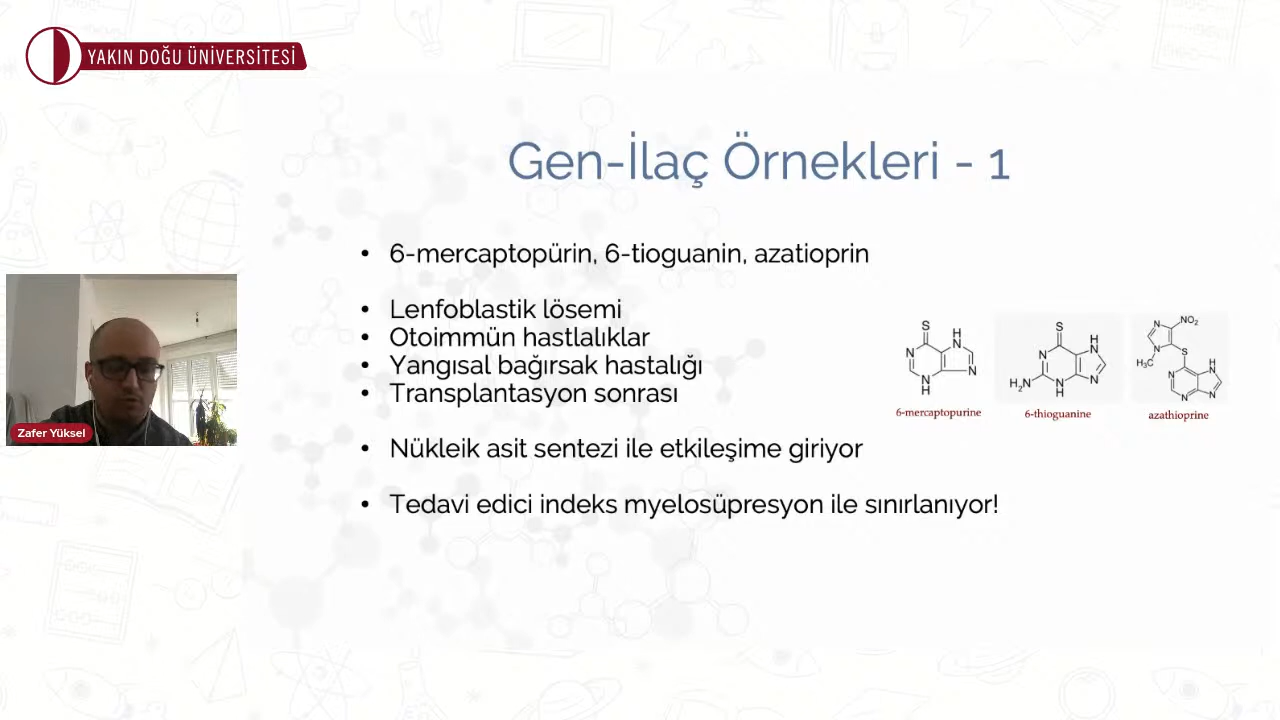 YAKIN DOĞU ÜNİVERSİTESİ
Gen-İlaç Örnekleri - 1
• 6-mercaptopürin, 6-tioguanin, azatioprin
• Lenfoblastik lösemi
• Otoimmün hastlalıklar
• Yangısal bağırsak hastalığı
• Transplantasyon sonrası
• Nükleik asit sentezi ile etkileşime giriyor
• Tedavi edici indeks myelosüpresyon ile sınırlanıyor!
6-mercaptopurine
6-thioguanine
azathioprine
Zafer Yüksel